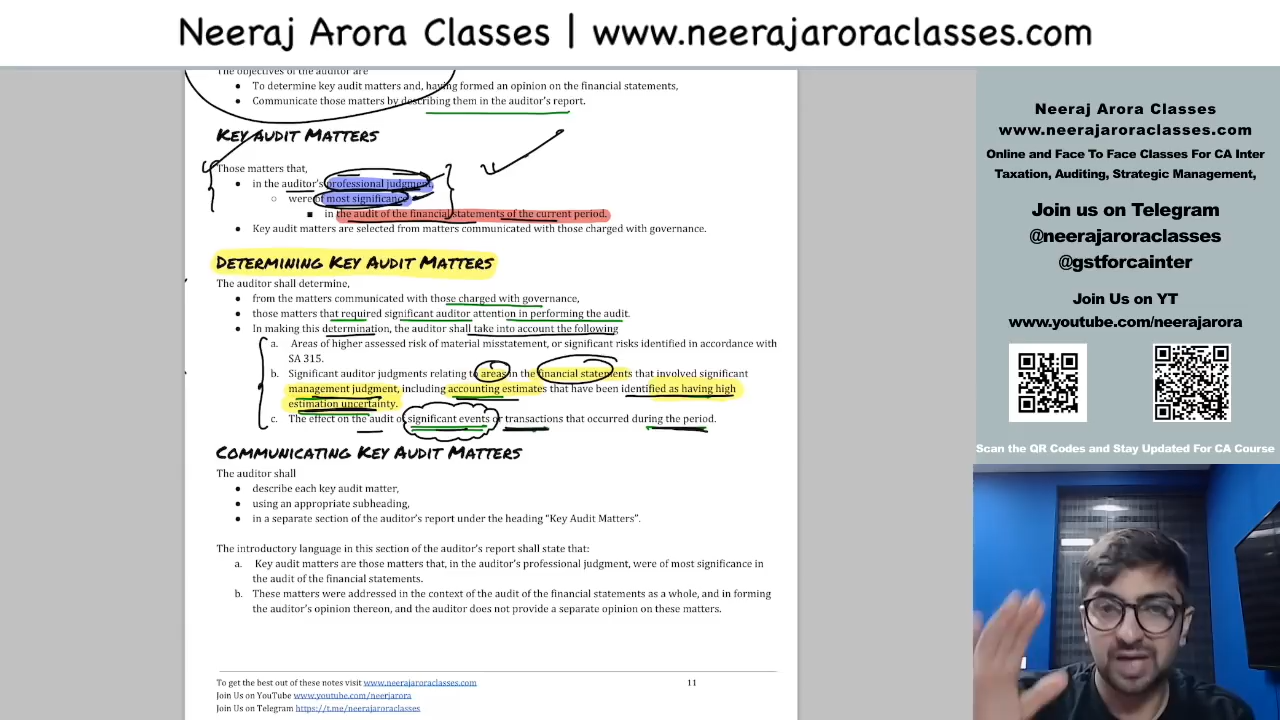 Neeraj Arora Classes | www.neerajaroraclasses.com
The objectives of the auditor are
● To determine key audit matters and, having formed an opinion on the financial statements,
● Communicate those matters by describing them in the auditor's report.
KEY AUDIT MATTERS
Those matters that,
● in the auditor's professional judgment,
○ were of most significance
■ in the audit of the financial statements of the current period.
● Key audit matters are selected from matters communicated with those charged with governance.
DETERMINING KEY AUDIT MATTERS
The auditor shall determine,
● from the matters communicated with those charged with governance,
● those matters that required significant auditor attention in performing the audit.
● In making this determination, the auditor shall take into account the following
a. Areas of higher assessed risk of material misstatement, or significant risks identified in accordance with
SA 315.
b. Significant auditor judgments relating to areas in the financial statements that involved significant
management judgment, including accounting estimates that have been identified as having high
estimation uncertainty.
c. The effect on the audit of significant events or transactions that occurred during the period.
COMMUNICATING KEY AUDIT MATTERS
The auditor shall
● describe each key audit matter,
● using an appropriate subheading,
● in a separate section of the auditor's report under the heading "Key Audit Matters".
The introductory language in this section of the auditor's report shall state that:
a. Key audit matters are those matters that, in the auditor's professional judgment, were of most significance in
the audit of the financial statements.
b. These matters were addressed in the context of the audit of the financial statements as a whole, and in forming
the auditor's opinion thereon, and the auditor does not provide a separate opinion on these matters.
To get the best out of these notes visit www.neerajaroraclasses.com 11
Join Us on YouTube www.youtube.com/neerjarora
Join Us on Telegram https://t.me/neerajaroraclasses
Neeraj Arora Classes
www.neerajaroraclasses.com
Online and Face To Face Classes For CA Inter
Taxation, Auditing, Strategic Management,
Join us on Telegram
@neerajaroraclasses
@gstforcainter
Join Us on YT
www.youtube.com/neerajarora
Scan the QR Codes and Stay Updated For CA Course